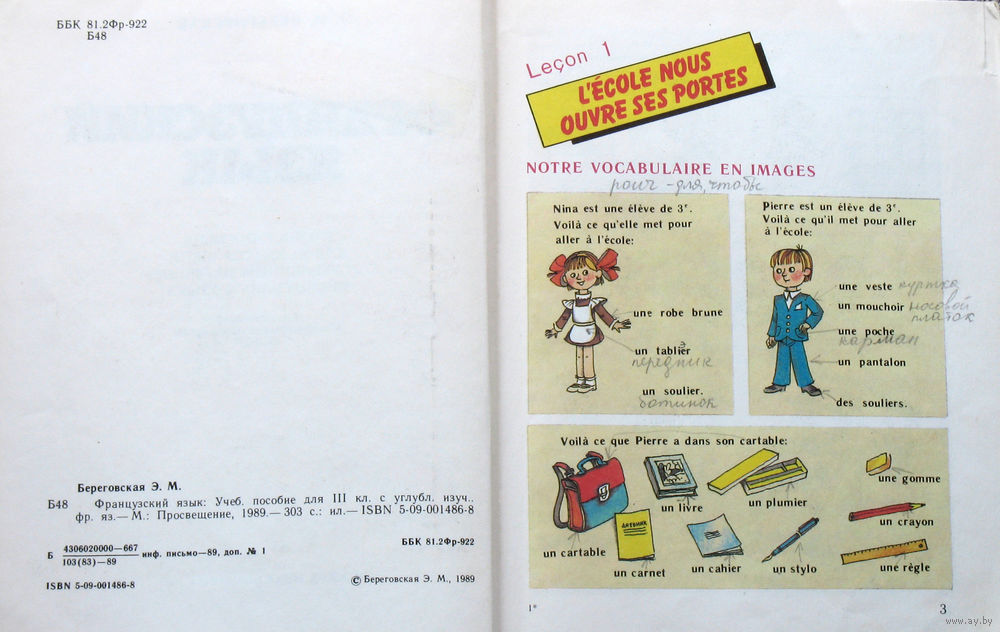 ББК 81.2Фр-922
Б48
Береговская Э. М.
Б48 Французский язык: Учеб. пособие для III кл. с углубл. изуч.
фр. яз.— М.: Просвещение, 1989.— 303 с.: ил.— ISBN 5-09-001486-8
Б 4306020000—667
103(83)—89 инф. письмо—89, доп. № 1
ББК 81.2Фр-922
ISBN 5-09-001486-8
© Береговская Э. М., 1989
Leçon 1
L'ÉCOLE NOUS
OUVRE SES PORTES
NOTRE VOCABULAIRE EN IMAGES
pour - для, чтобы
Nina est une élève de 3e.
Voilà ce qu'elle met pour
aller à l'école:
une robe brune
un tablier
передник
un soulier.
ботинок
Pierre est un élève de 3e.
Voilà ce qu'il met pour aller
à l'école:
une veste куртка
un mouchoir носовой
платок
une poche
карман
un pantalon
des souliers.
Voilà ce que Pierre a dans son cartable:
un cartable
ДНЕВНИК
un carnet
un livre
un cahier
un plumier
un stylo
une gomme
un crayon
une règle
1*
3
www.ay.by